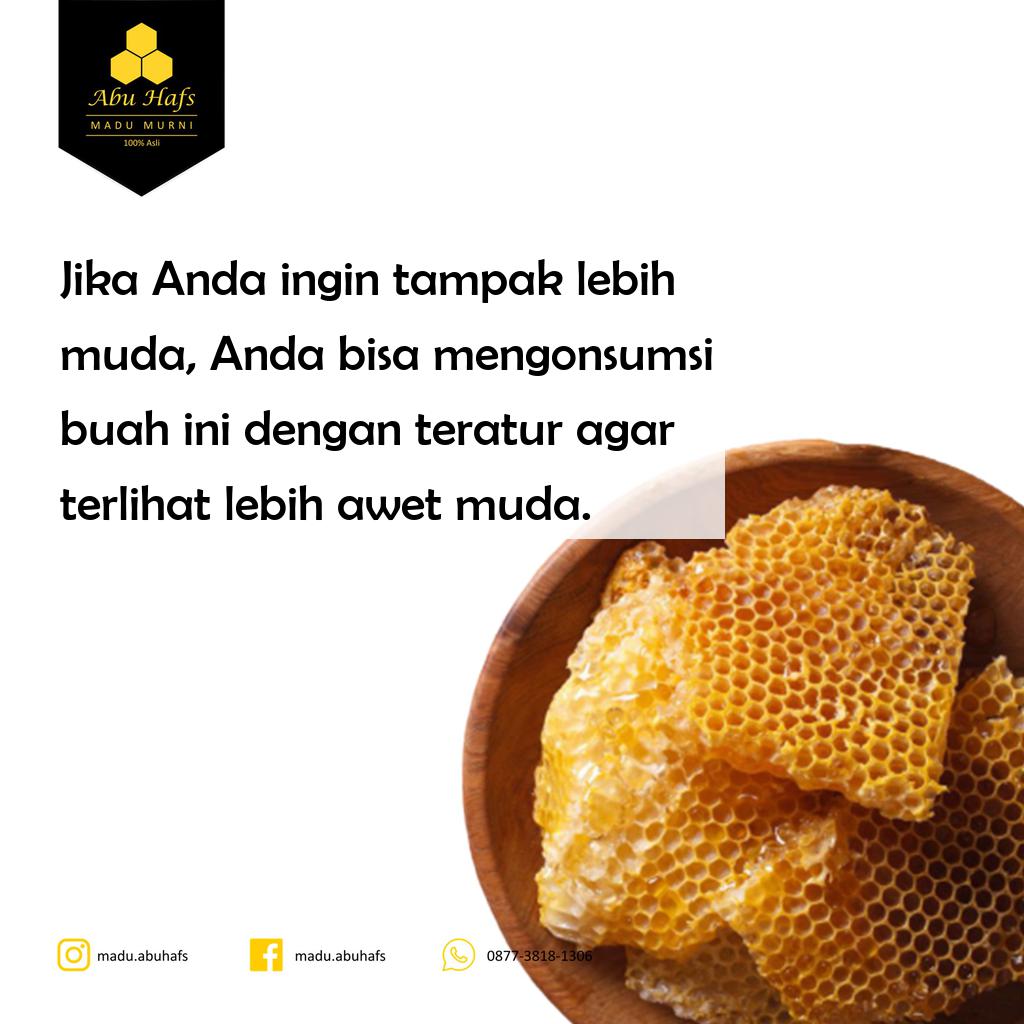 Abu Hafs
MADU MURNI
100% Asli
Jika Anda ingin tampak lebih
muda, Anda bisa mengonsumsi
buah ini dengan teratur agar
terlihat lebih awet muda.
madu.abuhafs
madu.abuhafs
0877-3818-1306